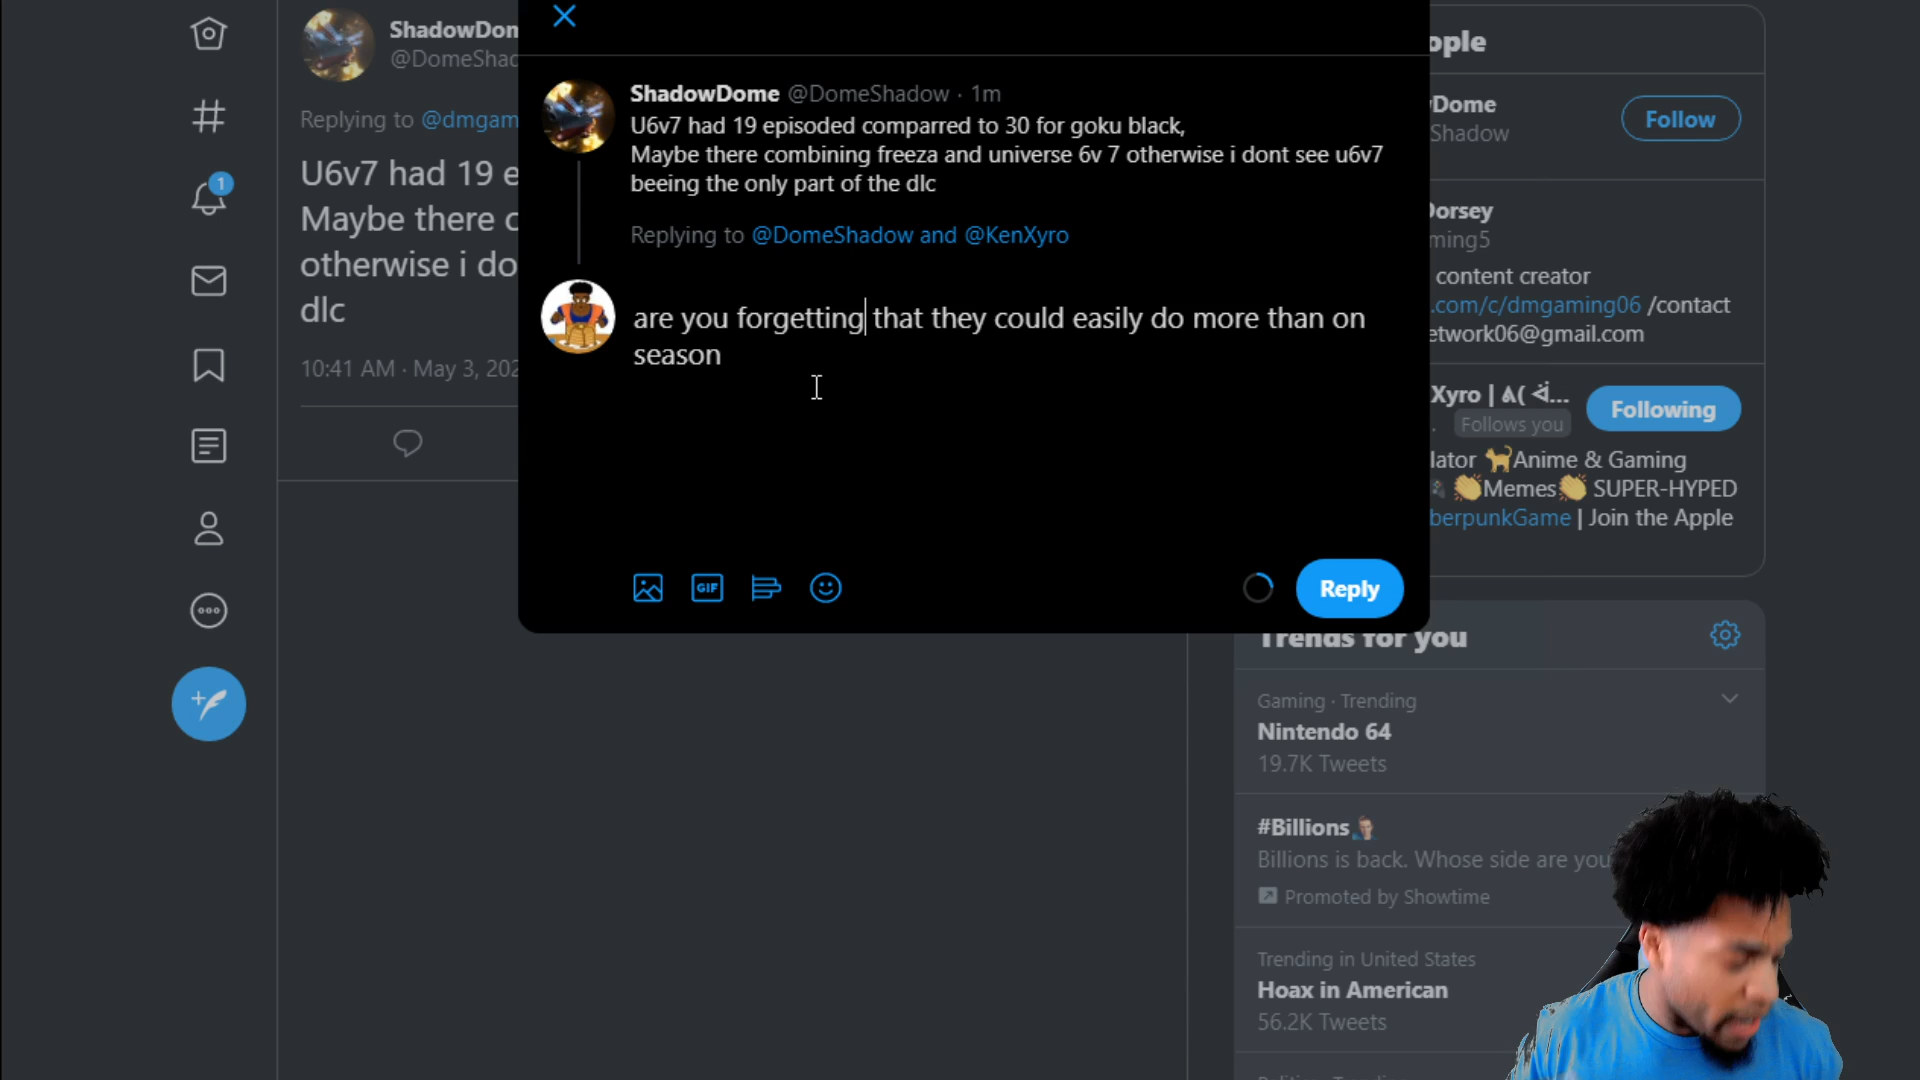 ShadowDom
@DomeShad
Replying to @dmgam
U6v7 had 19 e
Maybe there c
otherwise i do
dlc
10:41 AM · May 3, 202
1
ShadowDome @DomeShadow · 1m
U6v7 had 19 episoded comparred to 30 for goku black,
Maybe there combining freeza and universe 6v 7 otherwise i dont see u6v7
beeing the only part of the dlc
Replying to @DomeShadow and @KenXyro
are you forgetting that they could easily do more than on
season
GIF
Reply
ople
Dome
Shadow
Follow
Dorsey
ming5
content creator
.com/c/dmgaming06 /contact
etwork06@gmail.com
Xyro |
Follows you
Following
lator Anime & Gaming
Memes SUPER-HYPED
berpunkGame | Join the Apple
Trends for you
Gaming · Trending
Nintendo 64
19.7K Tweets
#Billions
Billions is back. Whose side are you
Promoted by Showtime
Trending in United States
Hoax in American
56.2K Tweets